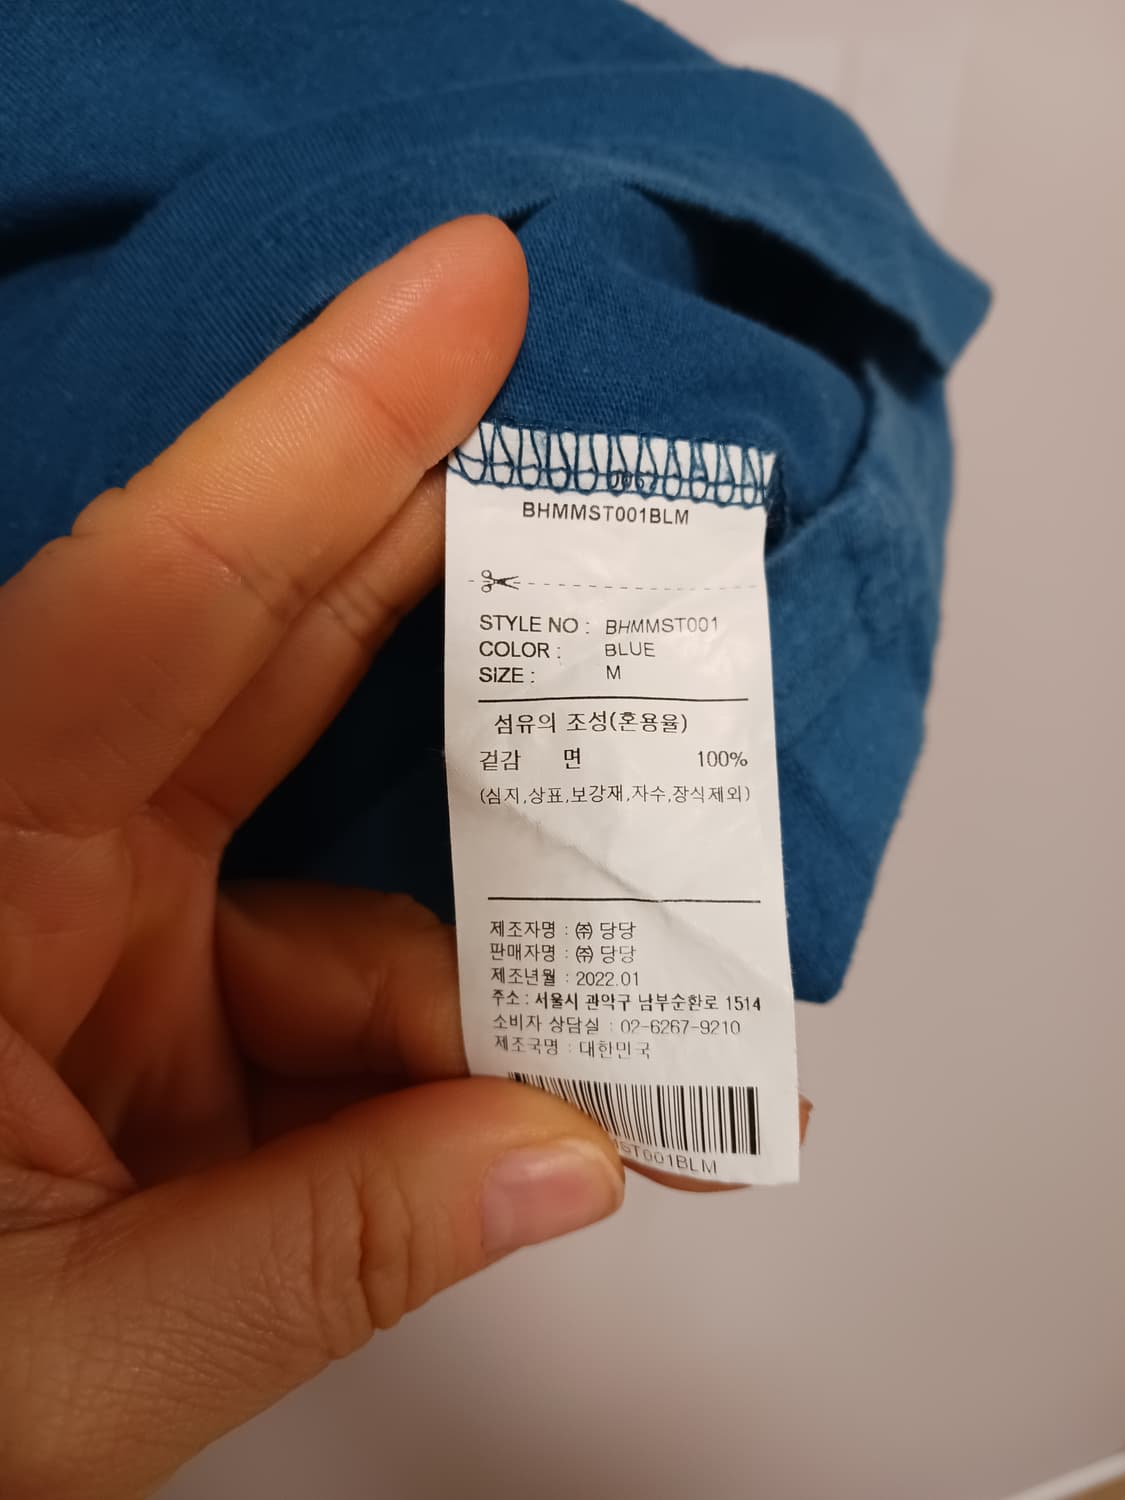 BHMMST001BLM
STYLE NO : BHMMST001
COLOR : BLUE
SIZE : M
섬유의 조성(혼용율)
겉감 면 100%
(심지,상표,보강재,자수,장식제외)
제조자명 : ㈜ 당당
판매자명 : ㈜ 당당
제조년월 : 2022.01
주소 : 서울시 관악구 남부순환로 1514
소비자 상담실 : 02-6267-9210
제조국명 : 대한민국
ST001BLM